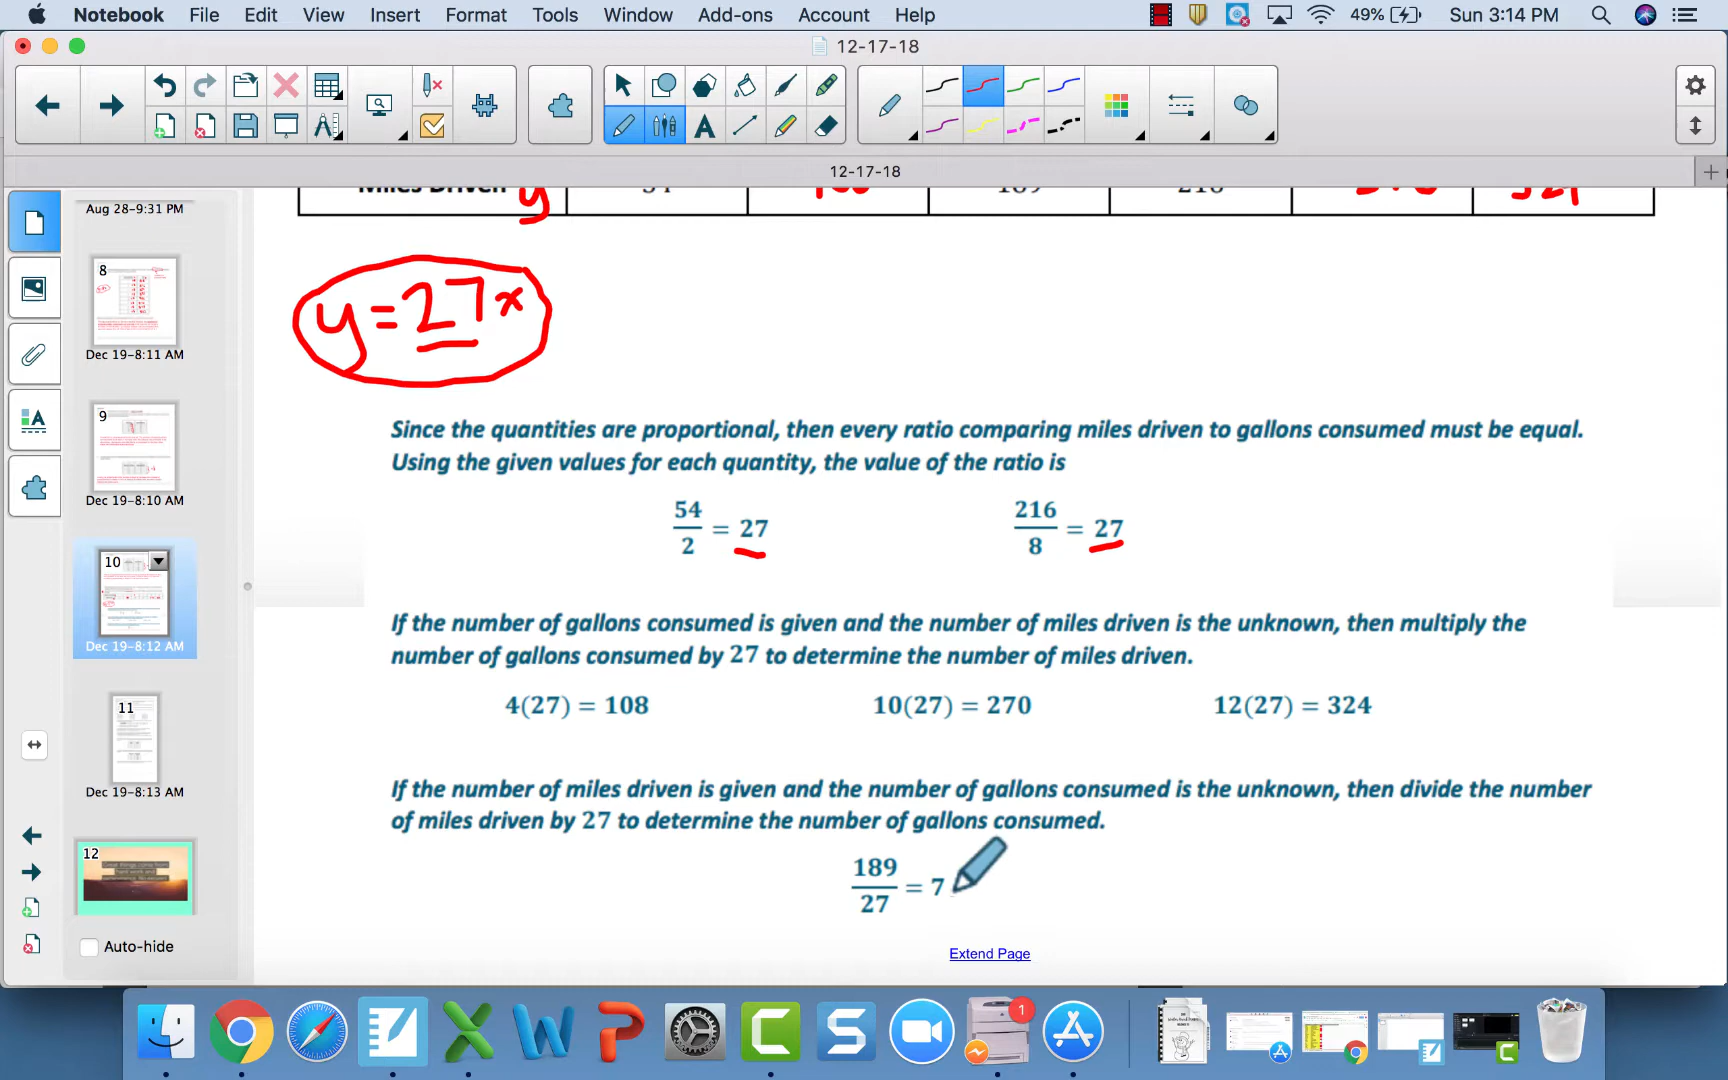 Notebook File Edit View Insert Format Tools Window Add-ons Account Help 49% Sun 3:14 PM
12-17-18
12-17-18
Aug 28-9:31 PM
8
Dec 19-8:11 AM
9
Dec 19-8:10 AM
10
Dec 19-8:12 AM
11
Dec 19-8:13 AM
12
Auto-hide
Miles Driven y 54 108 189 216 270 324
y = 27x
Since the quantities are proportional, then every ratio comparing miles driven to gallons consumed must be equal.
Using the given values for each quantity, the value of the ratio is
54/2 = 27 216/8 = 27
If the number of gallons consumed is given and the number of miles driven is the unknown, then multiply the
number of gallons consumed by 27 to determine the number of miles driven.
4(27) = 108 10(27) = 270 12(27) = 324
If the number of miles driven is given and the number of gallons consumed is the unknown, then divide the number
of miles driven by 27 to determine the number of gallons consumed.
189/27 = 7
Extend Page
1